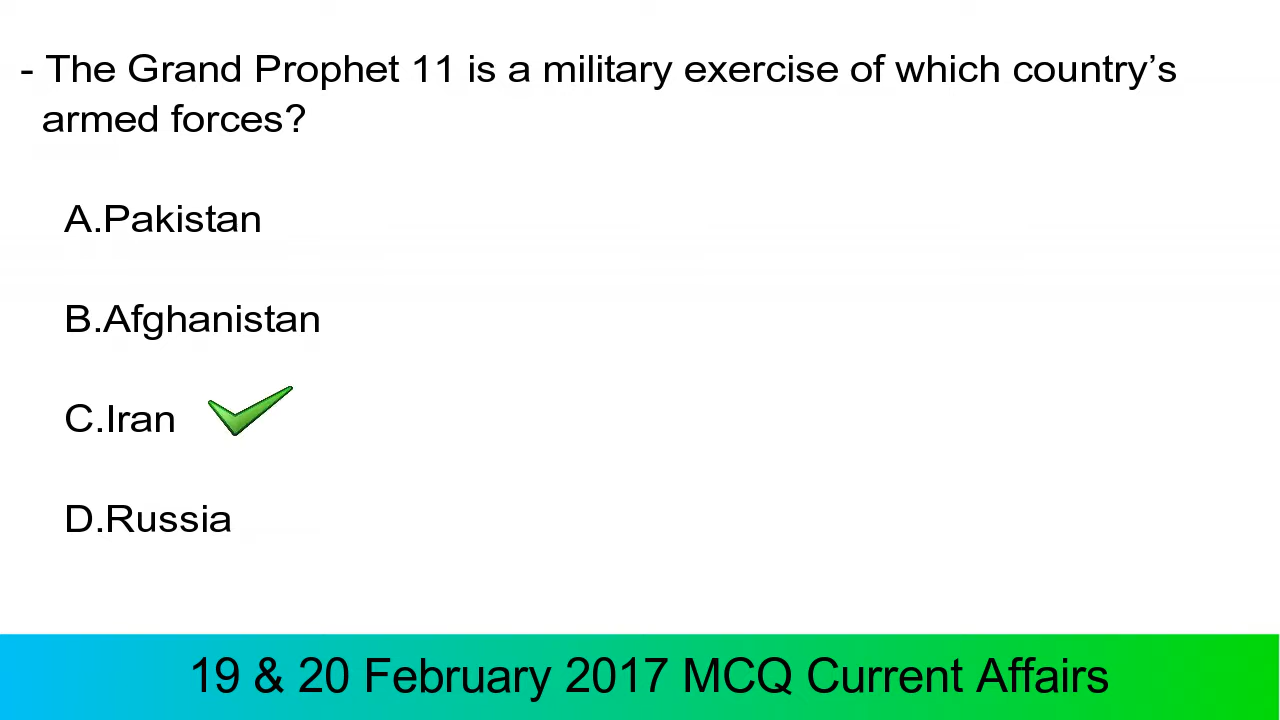 - The Grand Prophet 11 is a military exercise of which country’s
armed forces?
A.Pakistan
B.Afghanistan
C.Iran
D.Russia
19 & 20 February 2017 MCQ Current Affairs